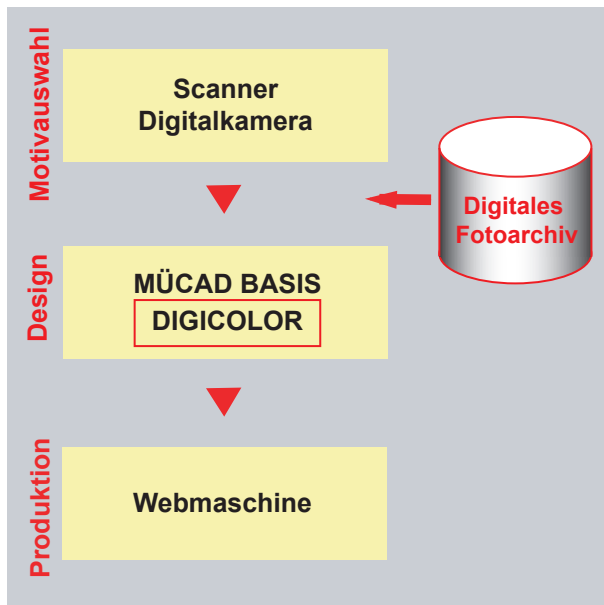 Motivauswahl
Scanner
Digitalkamera
Digitales
Fotoarchiv
Design
MÜCAD BASIS
DIGICOLOR
Produktion
Webmaschine